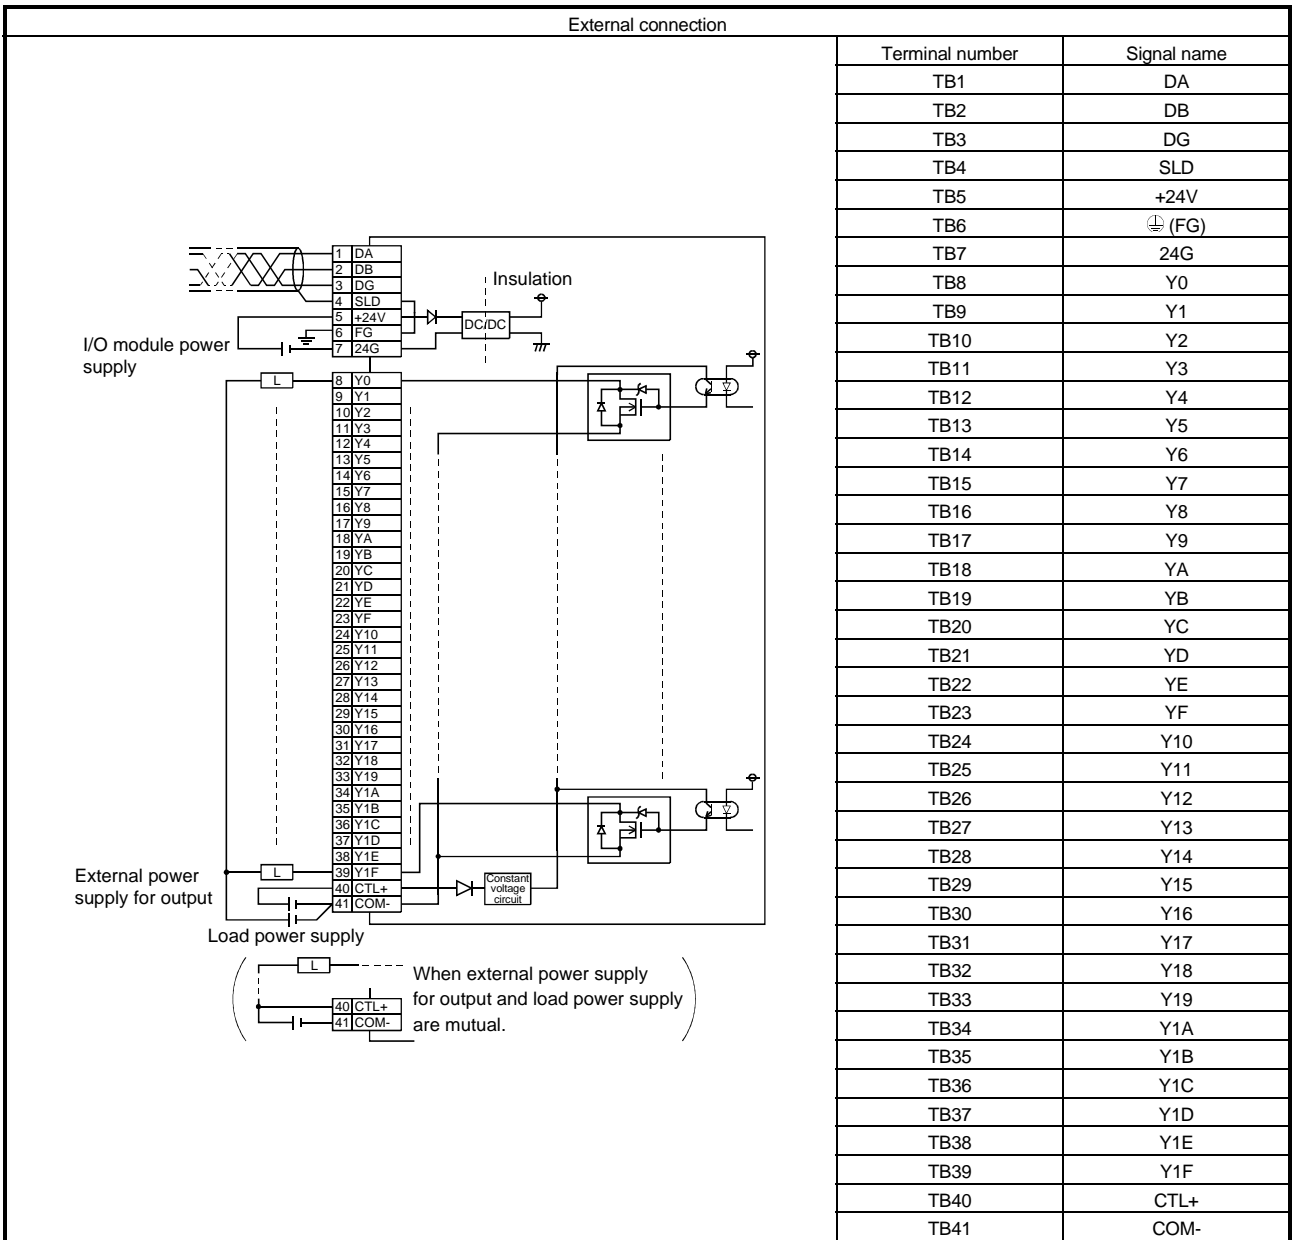 External connection
Terminal number Signal name
TB1 DA
TB2 DB
TB3 DG
TB4 SLD
TB5 +24V
TB6 (FG)
TB7 24G
TB8 Y0
TB9 Y1
TB10 Y2
TB11 Y3
TB12 Y4
TB13 Y5
TB14 Y6
TB15 Y7
TB16 Y8
TB17 Y9
TB18 YA
TB19 YB
TB20 YC
TB21 YD
TB22 YE
TB23 YF
TB24 Y10
TB25 Y11
TB26 Y12
TB27 Y13
TB28 Y14
TB29 Y15
TB30 Y16
TB31 Y17
TB32 Y18
TB33 Y19
TB34 Y1A
TB35 Y1B
TB36 Y1C
TB37 Y1D
TB38 Y1E
TB39 Y1F
TB40 CTL+
TB41 COM-
1 DA
2 DB
3 DG
4 SLD
5 +24V
6 FG
7 24G
Insulation
DC/DC
I/O module power
supply
L
8 Y0
9 Y1
10 Y2
11 Y3
12 Y4
13 Y5
14 Y6
15 Y7
16 Y8
17 Y9
18 YA
19 YB
20 YC
21 YD
22 YE
23 YF
24 Y10
25 Y11
26 Y12
27 Y13
28 Y14
29 Y15
30 Y16
31 Y17
32 Y18
33 Y19
34 Y1A
35 Y1B
36 Y1C
37 Y1D
38 Y1E
39 Y1F
40 CTL+
41 COM-
L
Constant
voltage
circuit
External power
supply for output
Load power supply
L
40 CTL+
41 COM-
When external power supply
for output and load power supply
are mutual.